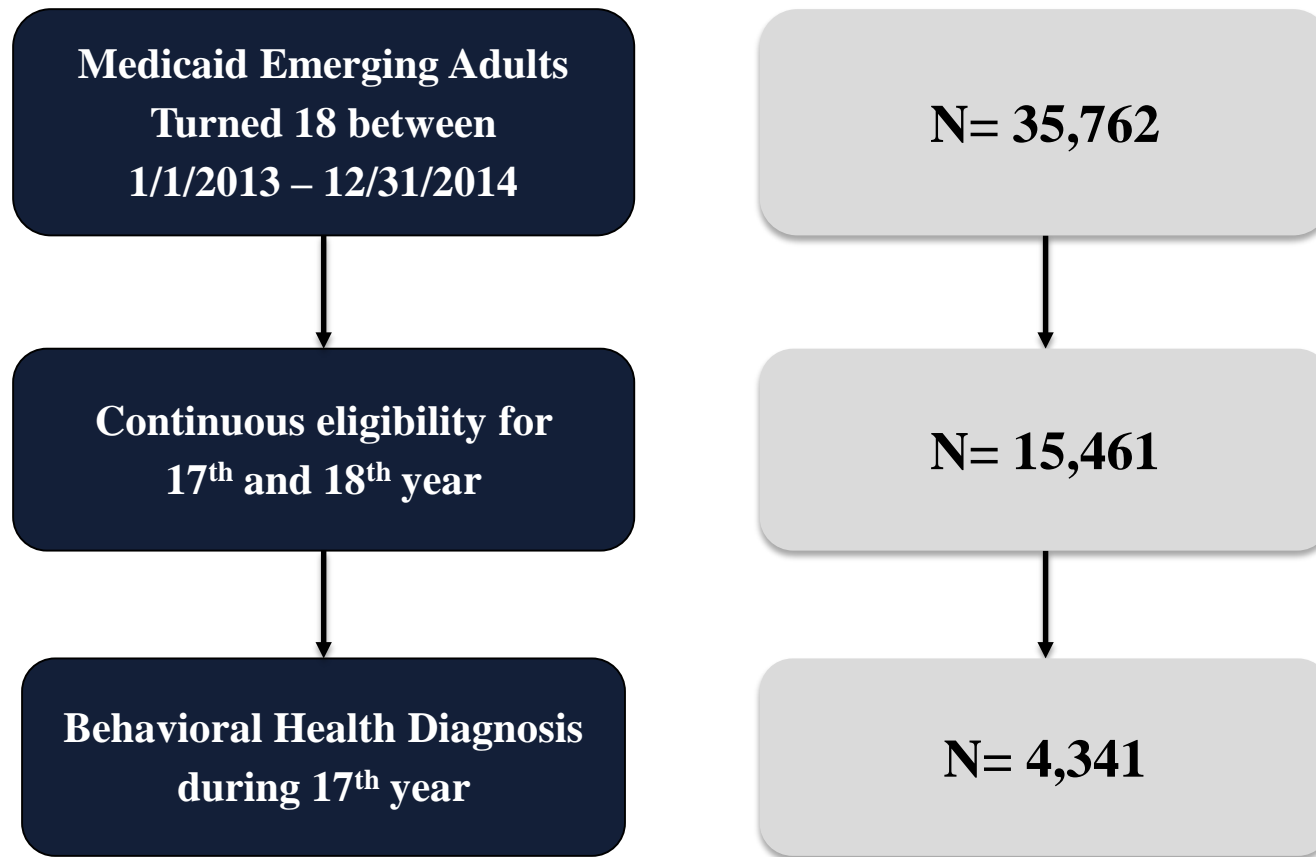 Medicaid Emerging Adults
Turned 18 between
1/1/2013 – 12/31/2014
N= 35,762
Continuous eligibility for
17th and 18th year
N= 15,461
Behavioral Health Diagnosis
during 17th year
N= 4,341